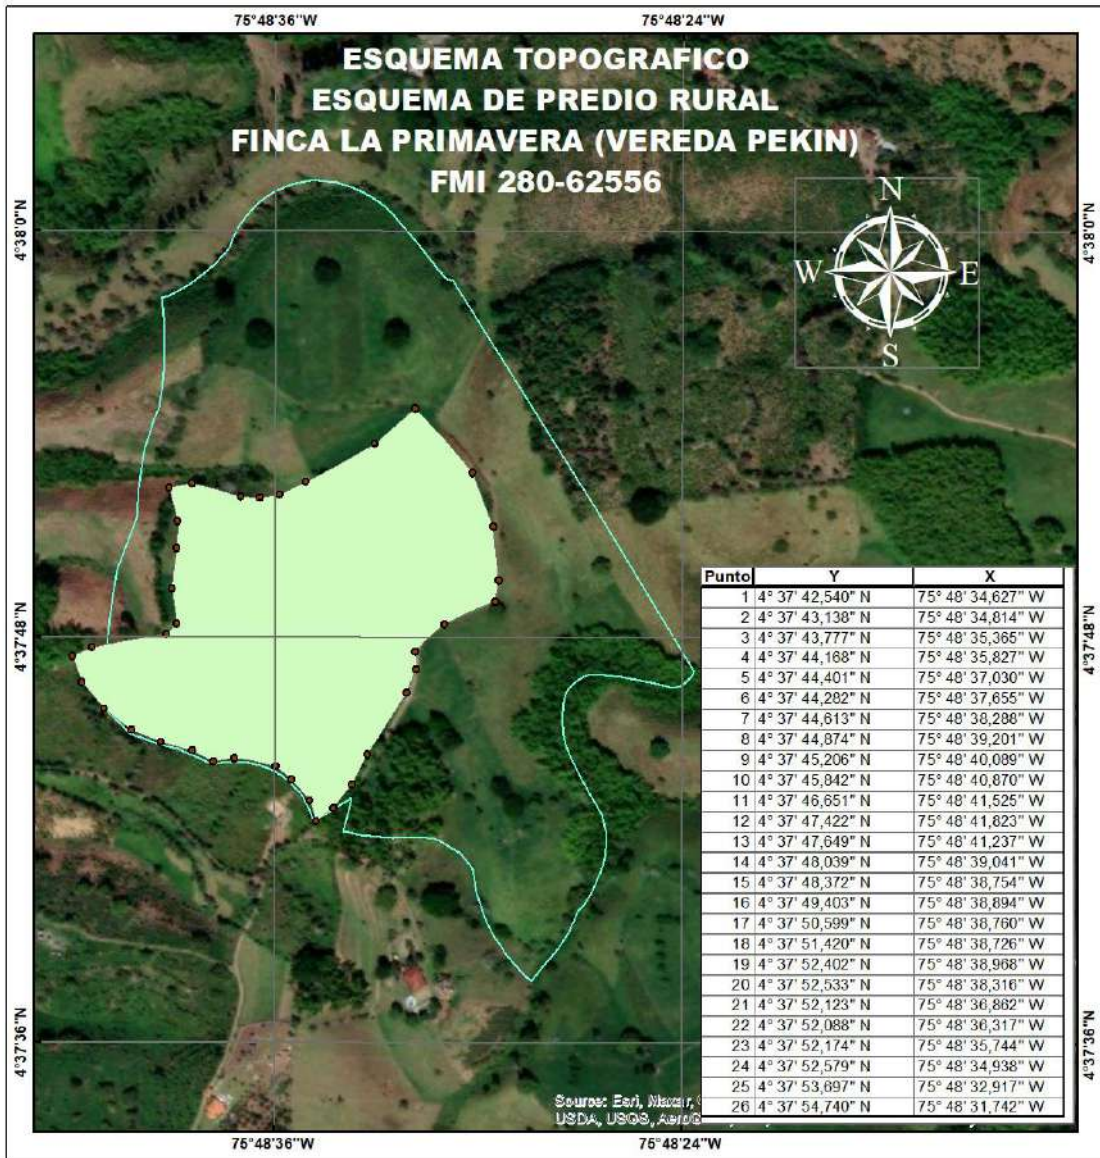 75°48'36"W 75°48'24"W
ESQUEMA TOPOGRAFICO
ESQUEMA DE PREDIO RURAL
FINCA LA PRIMAVERA (VEREDA PEKIN)
FMI 280-62556
N
W E
S
4°38'0"N 4°38'0"N
4°37'48"N 4°37'48"N
4°37'36"N 4°37'36"N
Punto Y X
1 4° 37' 42,540" N 75° 48' 34,627" W
2 4° 37' 43,138" N 75° 48' 34,814" W
3 4° 37' 43,777" N 75° 48' 35,365" W
4 4° 37' 44,168" N 75° 48' 35,827" W
5 4° 37' 44,401" N 75° 48' 37,030" W
6 4° 37' 44,282" N 75° 48' 37,655" W
7 4° 37' 44,613" N 75° 48' 38,288" W
8 4° 37' 44,874" N 75° 48' 39,201" W
9 4° 37' 45,206" N 75° 48' 40,089" W
10 4° 37' 45,842" N 75° 48' 40,870" W
11 4° 37' 46,651" N 75° 48' 41,525" W
12 4° 37' 47,422" N 75° 48' 41,823" W
13 4° 37' 47,649" N 75° 48' 41,237" W
14 4° 37' 48,039" N 75° 48' 39,041" W
15 4° 37' 48,372" N 75° 48' 38,754" W
16 4° 37' 49,403" N 75° 48' 38,894" W
17 4° 37' 50,599" N 75° 48' 38,760" W
18 4° 37' 51,420" N 75° 48' 38,726" W
19 4° 37' 52,402" N 75° 48' 38,968" W
20 4° 37' 52,533" N 75° 48' 38,316" W
21 4° 37' 52,123" N 75° 48' 36,862" W
22 4° 37' 52,088" N 75° 48' 36,317" W
23 4° 37' 52,174" N 75° 48' 35,744" W
24 4° 37' 52,579" N 75° 48' 34,938" W
25 4° 37' 53,697" N 75° 48' 32,917" W
26 4° 37' 54,740" N 75° 48' 31,742" W
Source: Esri, Maxar,
USDA, USGS,
75°48'36"W 75°48'24"W